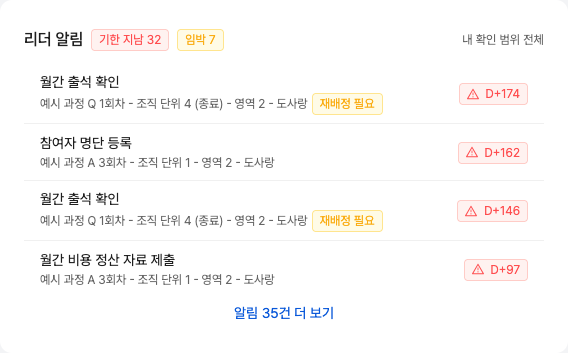 리더 알림 기한 지남 32 임박 7 내 확인 범위 전체
월간 출석 확인
예시 과정 Q 1회차 - 조직 단위 4 (종료) - 영역 2 - 도사랑 재배정 필요 D+174
참여자 명단 등록
예시 과정 A 3회차 - 조직 단위 1 - 영역 2 - 도사랑 D+162
월간 출석 확인
예시 과정 Q 1회차 - 조직 단위 4 (종료) - 영역 2 - 도사랑 재배정 필요 D+146
월간 비용 정산 자료 제출
예시 과정 A 3회차 - 조직 단위 1 - 영역 2 - 도사랑 D+97
알림 35건 더 보기